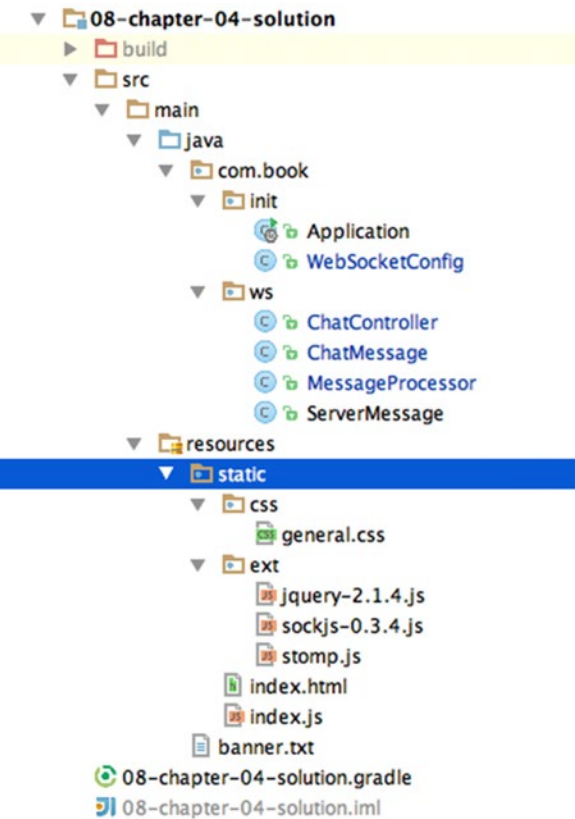 08-chapter-04-solution
build
src
main
java
com.book
init
Application
WebSocketConfig
ws
ChatController
ChatMessage
MessageProcessor
ServerMessage
resources
static
css
general.css
ext
jquery-2.1.4.js
sockjs-0.3.4.js
stomp.js
index.html
index.js
banner.txt
08-chapter-04-solution.gradle
08-chapter-04-solution.iml